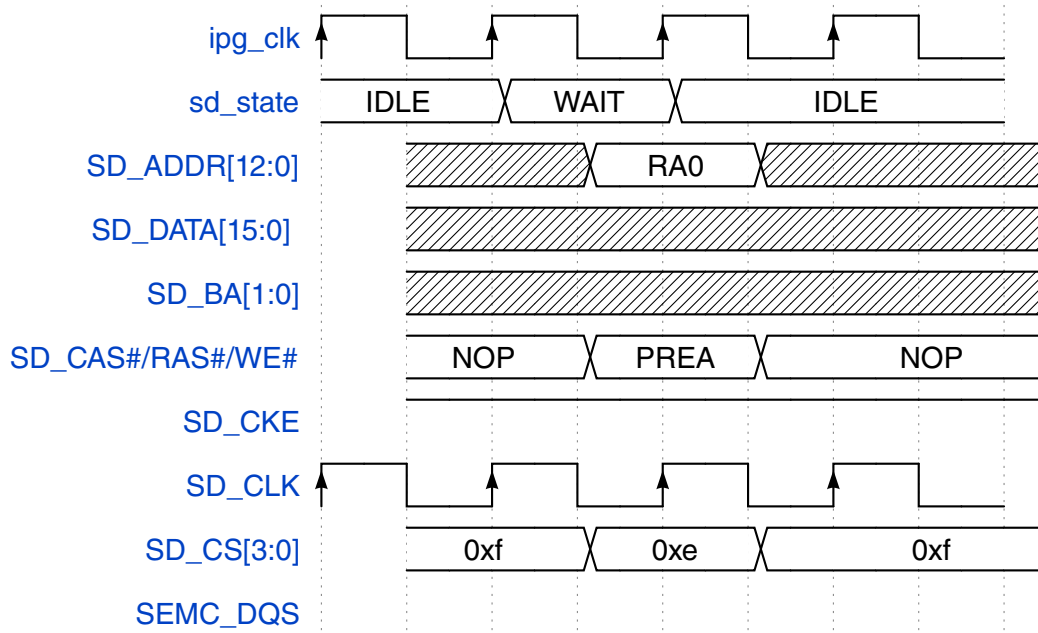 ipg_clk
sd_state IDLE WAIT IDLE
SD_ADDR[12:0] RA0
SD_DATA[15:0]
SD_BA[1:0]
SD_CAS#/RAS#/WE# NOP PREA NOP
SD_CKE
SD_CLK
SD_CS[3:0] 0xf 0xe 0xf
SEMC_DQS